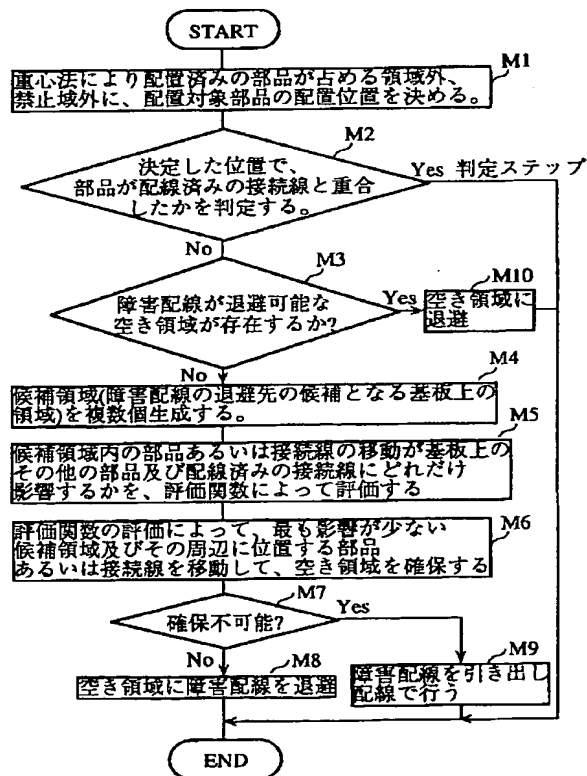 START
M1
重心法により配置済みの部品が占める領域外、
禁止域外に、配置対象部品の配置位置を決める。
M2
決定した位置で、
部品が配線済みの接続線と重合
したかを判定する。
Yes 判定ステップ
No
M3
障害配線が退避可能な
空き領域が存在するか?
Yes
M10
空き領域に
退避
No
M4
候補領域(障害配線の退避先の候補となる基板上の
領域)を複数個生成する。
M5
候補領域内の部品あるいは接続線の移動が基板上の
その他の部品及び配線済みの接続線にどれだけ
影響するかを、評価関数によって評価する
M6
評価関数の評価によって、最も影響が少ない
候補領域及びその周辺に位置する部品
あるいは接続線を移動して、空き領域を確保する
M7
確保不可能?
Yes
No
M8
空き領域に障害配線を退避
M9
障害配線を引き出し
配線で行う
END